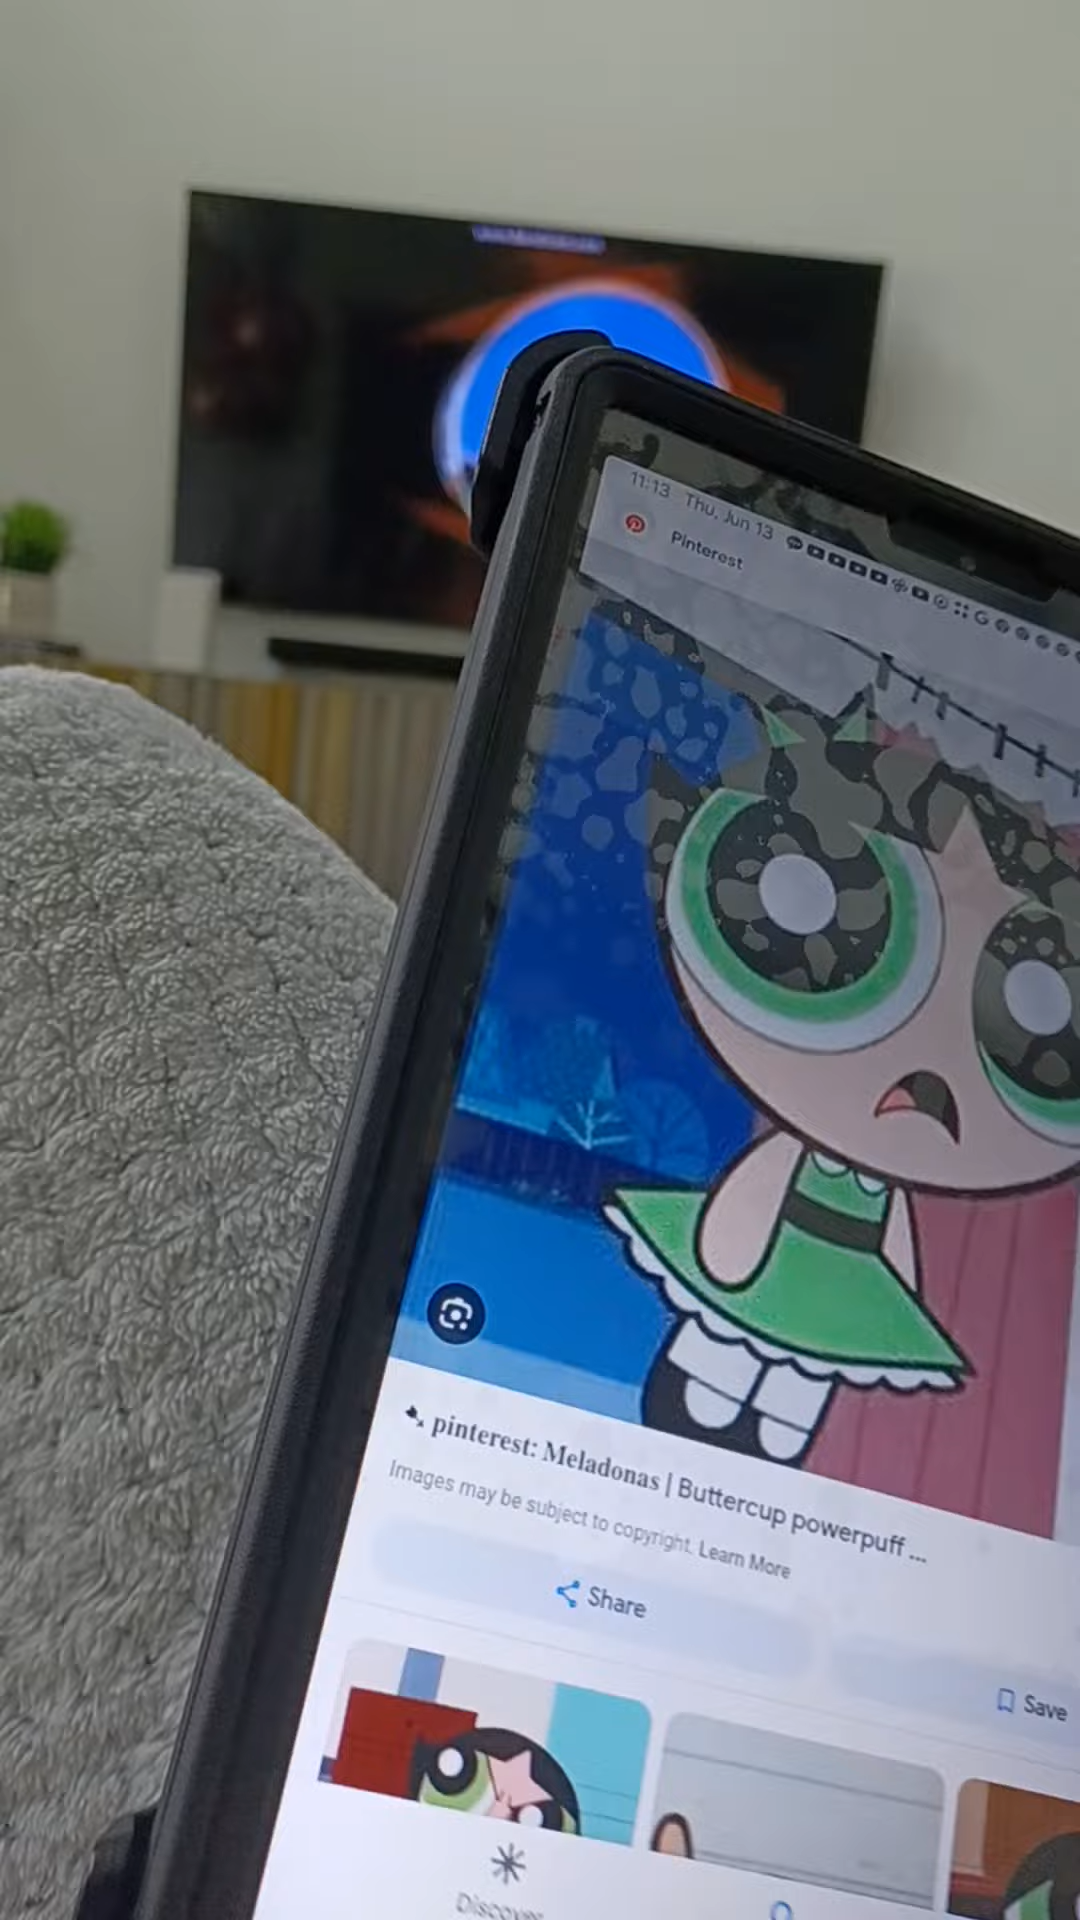 11:13 Thu, Jun 13
Pinterest
pinterest: Meladonas | Buttercup powerpuff ...
Images may be subject to copyright. Learn More
Share
Save
Discover